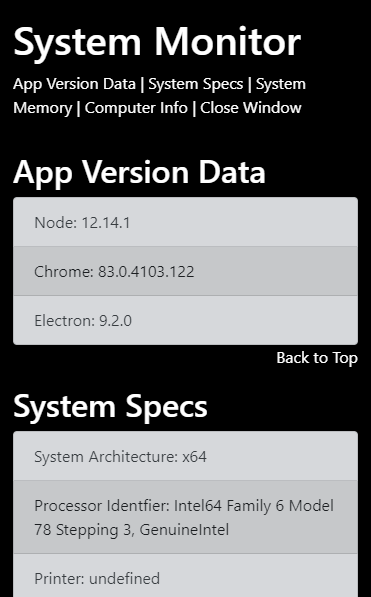 System Monitor
App Version Data | System Specs | System
Memory | Computer Info | Close Window
App Version Data
Node: 12.14.1
Chrome: 83.0.4103.122
Electron: 9.2.0
Back to Top
System Specs
System Architecture: x64
Processor Identfier: Intel64 Family 6 Model
78 Stepping 3, GenuineIntel
Printer: undefined